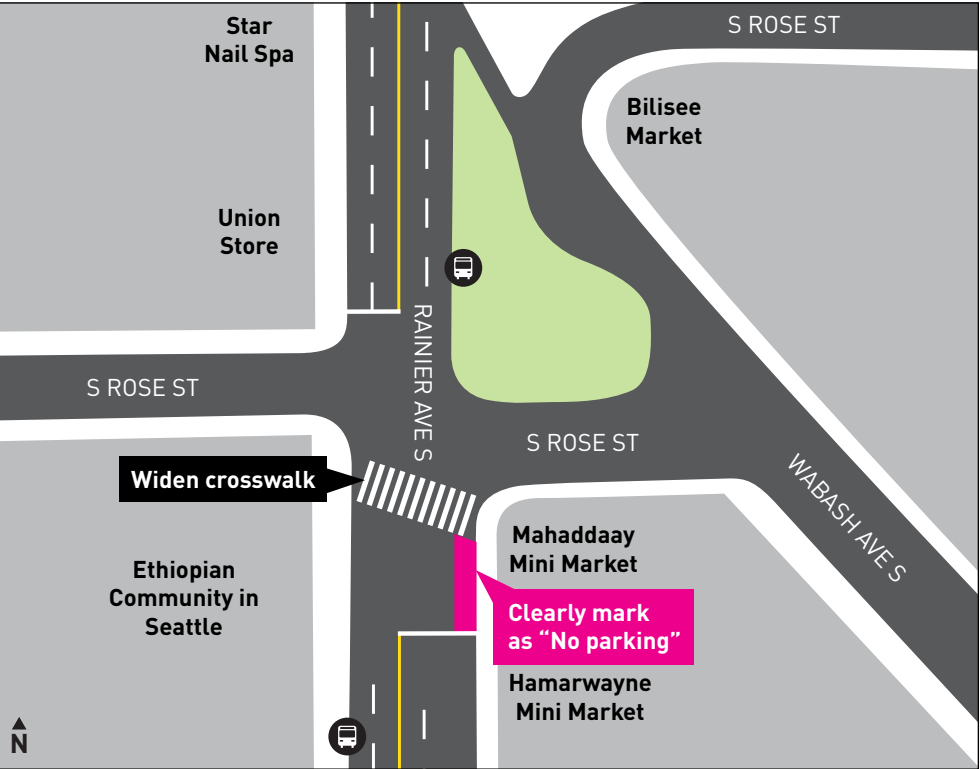 Star
Nail Spa
S ROSE ST
Bilisee
Market
Union
Store
RAINIER AVE S
S ROSE ST
S ROSE ST
Widen crosswalk
WABASH AVE S
Mahaddaay
Mini Market
Ethiopian
Community in
Seattle
Clearly mark
as “No parking”
Hamarwayne
Mini Market
N